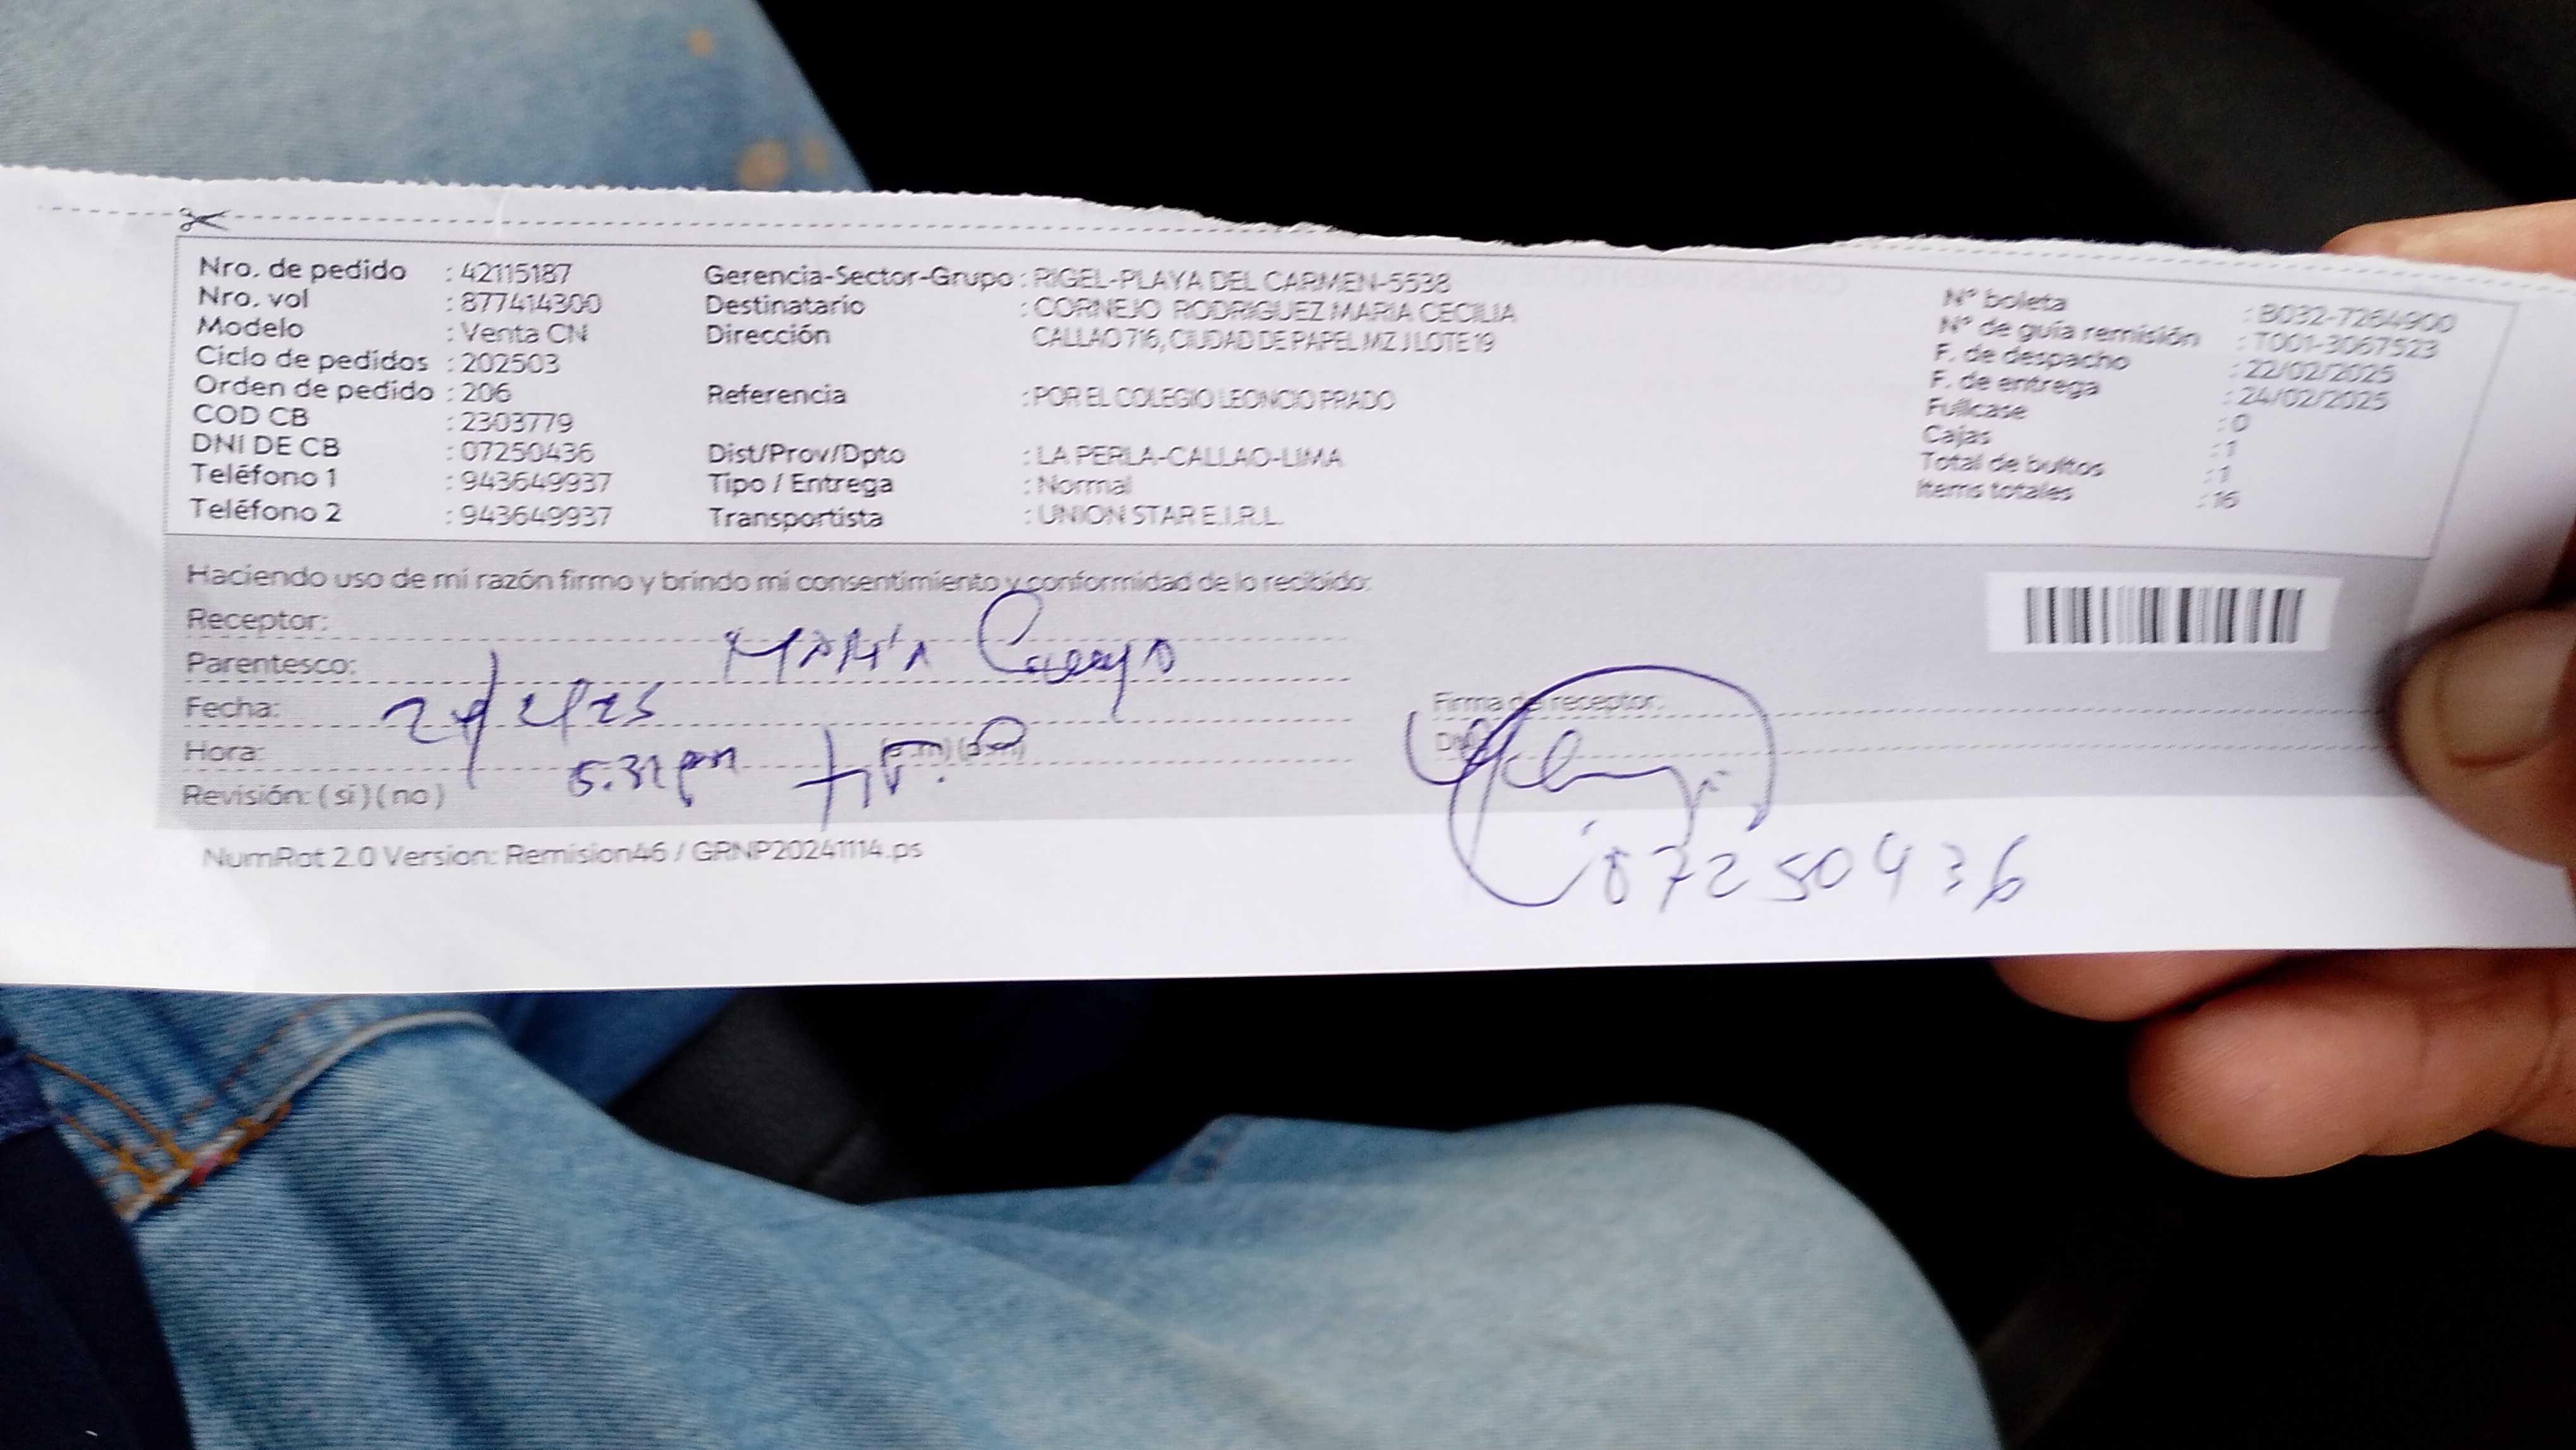 Nro. de pedido : 42115187 Gerencia-Sector-Grupo : RIGEL-PLAYA DEL CARMEN-5538 N° boleta : B032-7264900
Nro. vol : 877414300 Destinatario : CORNEJO RODRIGUEZ MARIA CECILIA N° de guía remisión : T001-3067523
Modelo : Venta CN Dirección CALLAO 716, CIUDAD DE PAPEL MZ J LOTE 19 F. de despacho : 22/02/2025
Ciclo de pedidos : 202503 F. de entrega : 24/02/2025
Orden de pedido : 206 Referencia : POR EL COLEGIO LEONCIO PRADO Fullcase : 0
COD CB : 2303779 Cajas : 1
DNI DE CB : 07250436 Dist/Prov/Dpto : LA PERLA-CALLAO-LIMA Total de bultos : 1
Teléfono 1 : 943649937 Tipo / Entrega : Normal Items totales : 16
Teléfono 2 : 943649937 Transportista : UNION STAR E.I.R.L.
Haciendo uso de mi razón firmo y brindo mi consentimiento y conformidad de lo recibido:
Receptor:
Parentesco: MARIA
Fecha: 24/2/25 Firma de receptor:
Hora: 5.31 pm
Revisión: (si) (no)
07250436
NumRot 2.0 Version: Remision46 / GRNP20241114.ps